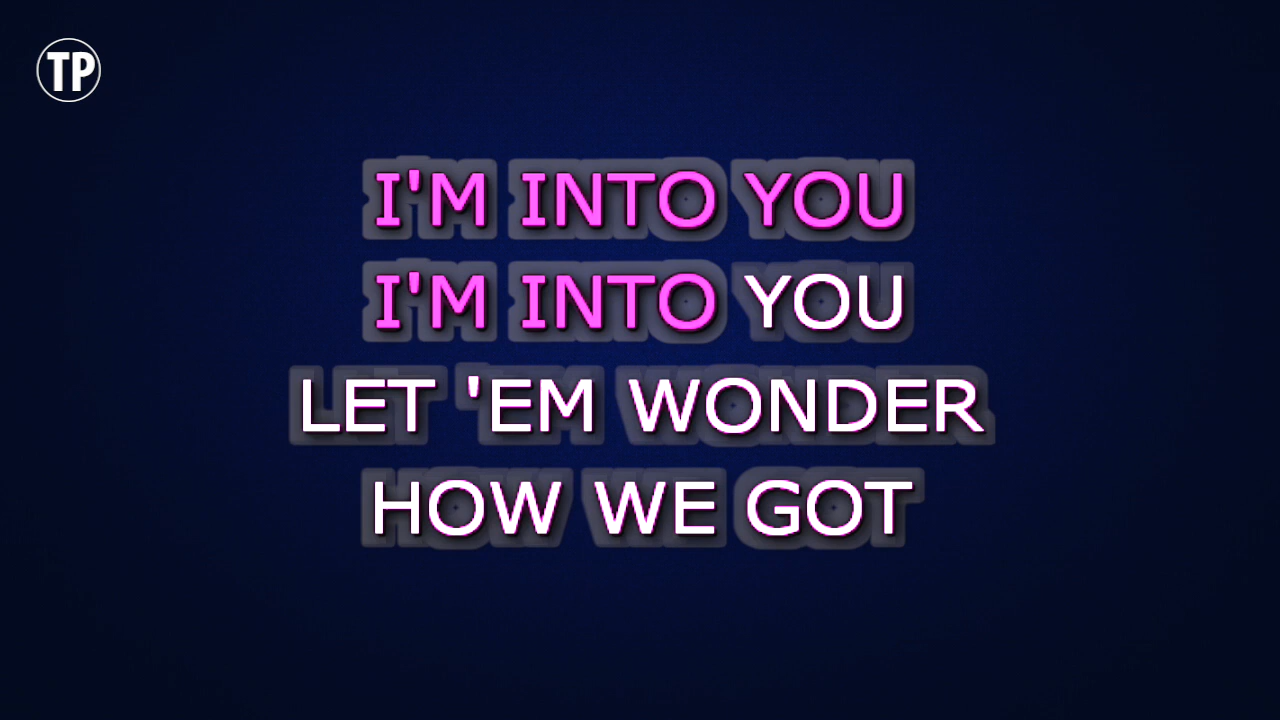 TP
I'M INTO YOU
I'M INTO YOU
LET 'EM WONDER
HOW WE GOT